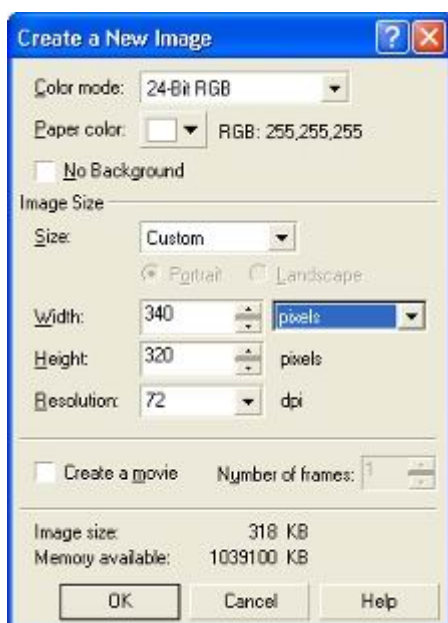 Create a New Image
Color mode: 24-Bit RGB
Paper color: RGB: 255,255,255
No Background
Image Size
Size: Custom
Portrait Landscape
Width: 340 pixels
Height: 320 pixels
Resolution: 72 dpi
Create a movie Number of frames: 1
Image size: 318 KB
Memory available: 1039100 KB
OK Cancel Help